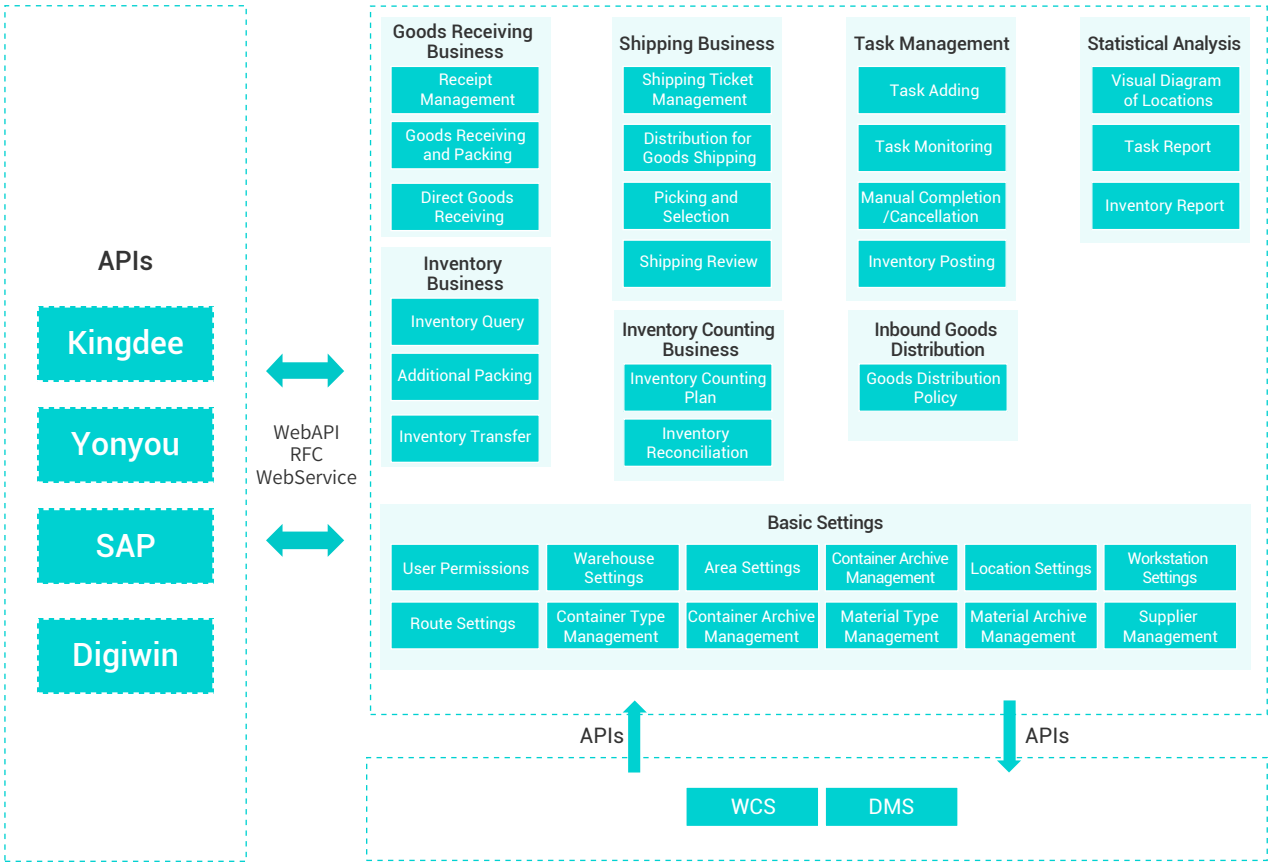 APIs
Kingdee
Yonyou
SAP
Digiwin
WebAPI
RFC
WebService
Goods Receiving
Business
Receipt
Management
Goods Receiving
and Packing
Direct Goods
Receiving
Inventory
Business
Inventory Query
Additional Packing
Inventory Transfer
Shipping Business
Shipping Ticket
Management
Distribution for
Goods Shipping
Picking and
Selection
Shipping Review
Inventory Counting
Business
Inventory Counting
Plan
Inventory
Reconciliation
Task Management
Task Adding
Task Monitoring
Manual Completion
/Cancellation
Inventory Posting
Inbound Goods
Distribution
Goods Distribution
Policy
Statistical Analysis
Visual Diagram
of Locations
Task Report
Inventory Report
Basic Settings
User Permissions
Warehouse
Settings
Area Settings
Container Archive
Management
Location Settings
Workstation
Settings
Route Settings
Container Type
Management
Container Archive
Management
Material Type
Management
Material Archive
Management
Supplier
Management
APIs
APIs
WCS
DMS